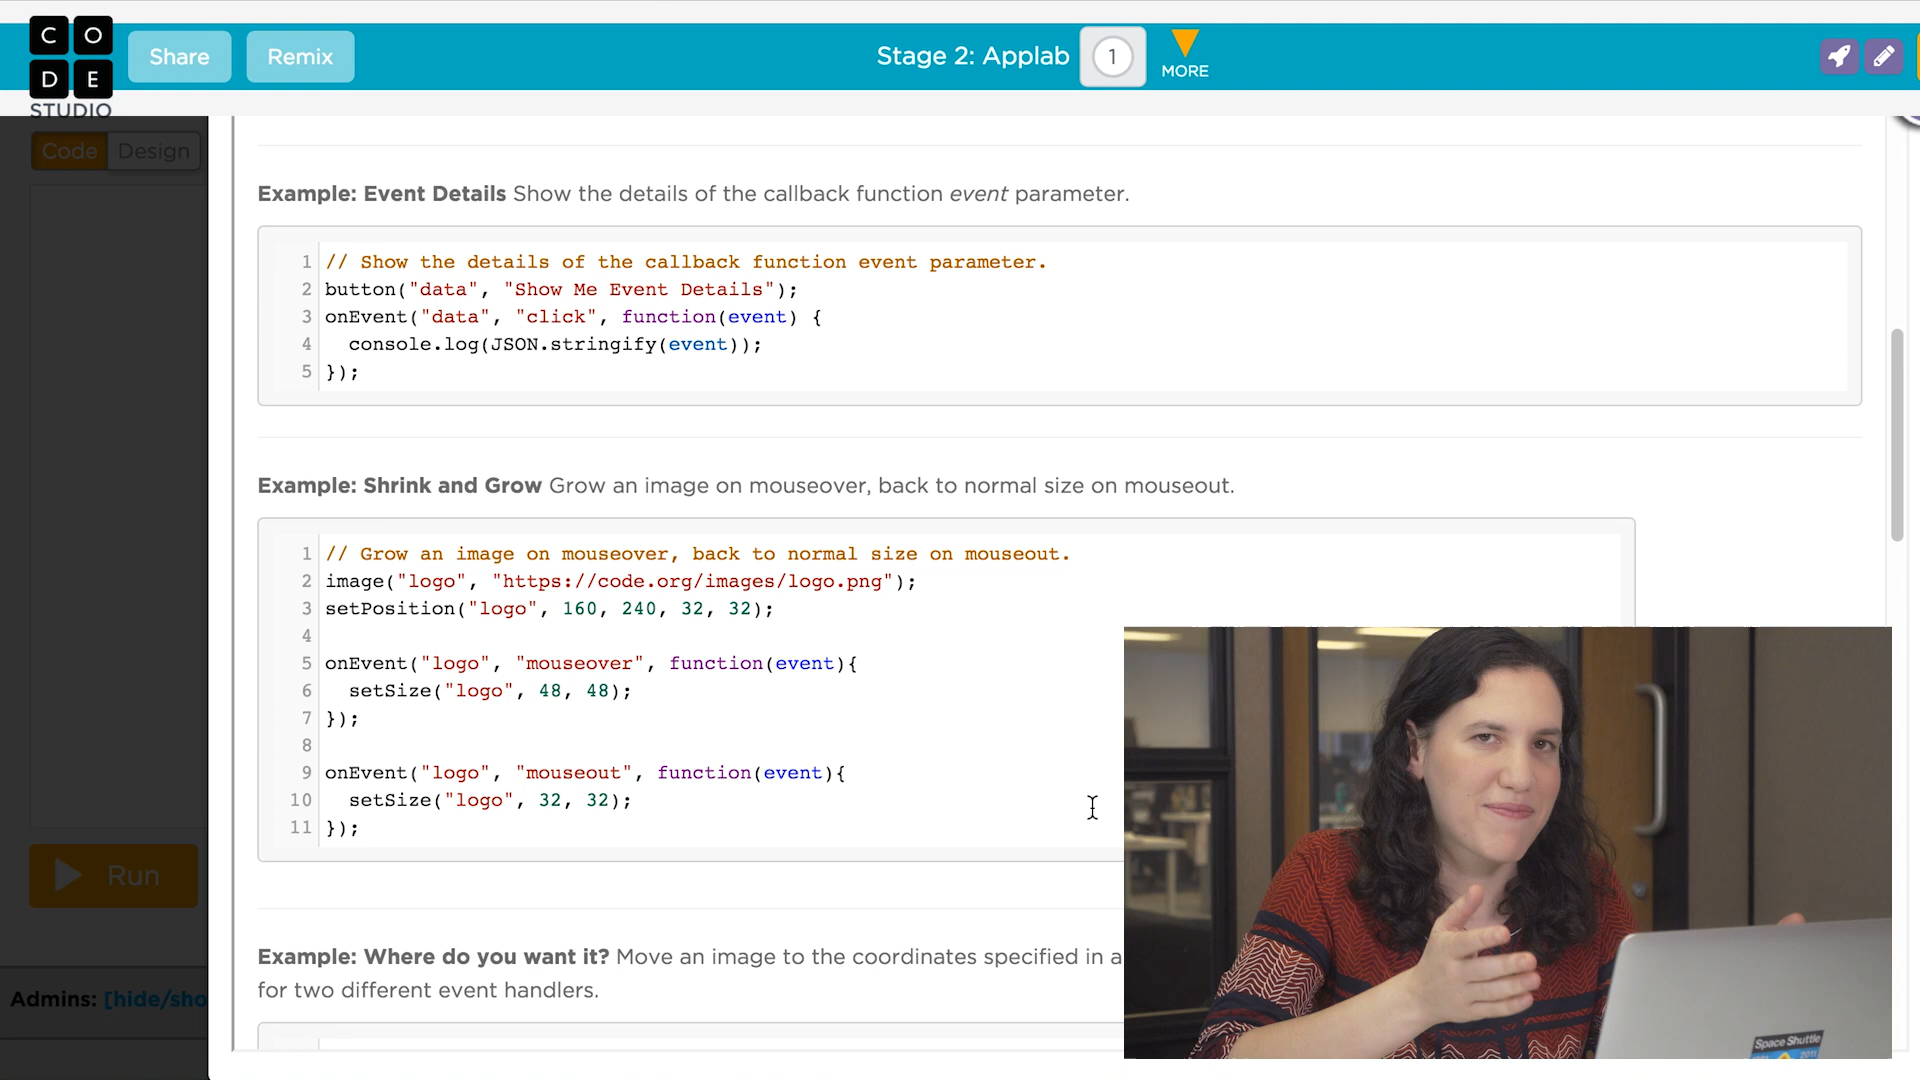 CODE
STUDIO
Share
Remix
Stage 2: Applab
1
MORE
Code
Design
Example: Event Details Show the details of the callback function event parameter.
1 // Show the details of the callback function event parameter.
2 button("data", "Show Me Event Details");
3 onEvent("data", "click", function(event) {
4 console.log(JSON.stringify(event));
5 });
Example: Shrink and Grow Grow an image on mouseover, back to normal size on mouseout.
1 // Grow an image on mouseover, back to normal size on mouseout.
2 image("logo", "https://code.org/images/logo.png");
3 setPosition("logo", 160, 240, 32, 32);
4
5 onEvent("logo", "mouseover", function(event){
6 setSize("logo", 48, 48);
7 });
8
9 onEvent("logo", "mouseout", function(event){
10 setSize("logo", 32, 32);
11 });
Run
Example: Where do you want it? Move an image to the coordinates specified in a
for two different event handlers.
Admins: [hide/sho
Space Shuttle
2011